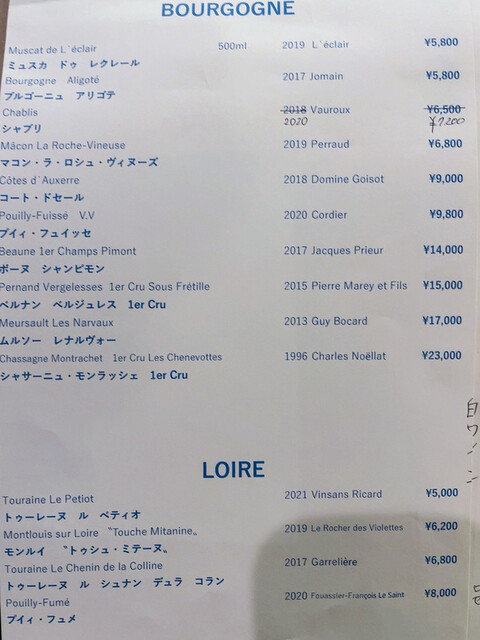 BOURGOGNE
Muscat de L`éclair 500ml 2019 L`éclair ¥5,800
ミュスカ ドゥ レクレール
Bourgogne Aligoté 2017 Jomain ¥5,800
ブルゴーニュ アリゴテ
Chablis 2018 Vauroux ¥6,500
シャブリ 2020 ¥7,200
Mâcon La Roche-Vineuse 2019 Perraud ¥6,800
マコン・ラ・ロシュ・ヴィヌーズ
Côtes d`Auxerre 2018 Domine Goisot ¥9,000
コート・ドセール
Pouilly-Fuissé V.V 2020 Cordier ¥9,800
プイィ・フュイッセ
Beaune 1er Champs Pimont 2017 Jacques Prieur ¥14,000
ボーヌ シャンピモン
Pernand Vergelesses 1er Cru Sous Frétille 2015 Pierre Marey et Fils ¥15,000
ペルナン ベルジュレス 1er Cru
Meursault Les Narvaux 2013 Guy Bocard ¥17,000
ムルソー レナルヴォー
Chassagne Montrachet 1er Cru Les Chenevottes 1996 Charles Noëllat ¥23,000
シャサーニュ・モンラッシェ 1er Cru
LOIRE
Touraine Le Petiot 2021 Vinsans Ricard ¥5,000
トゥーレーヌ ル ペティオ
Montlouis sur Loire 〝Touche Mitanine〟 2019 Le Rocher des Violettes ¥6,200
モンルイ 〝トゥシュ・ミテーヌ〟
Touraine Le Chenin de la Colline 2017 Garrelière ¥6,800
トゥーレーヌ ル シュナン デュラ コラン
Pouilly-Fumé 2020 Fouassier-François Le Saint ¥8,000
プイィ・フュメ
白ワイン